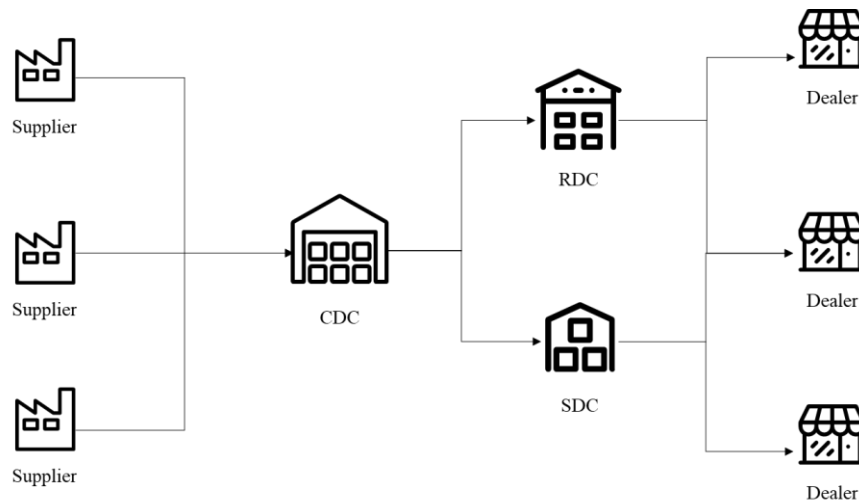 Supplier
Supplier
Supplier
CDC
RDC
SDC
Dealer
Dealer
Dealer